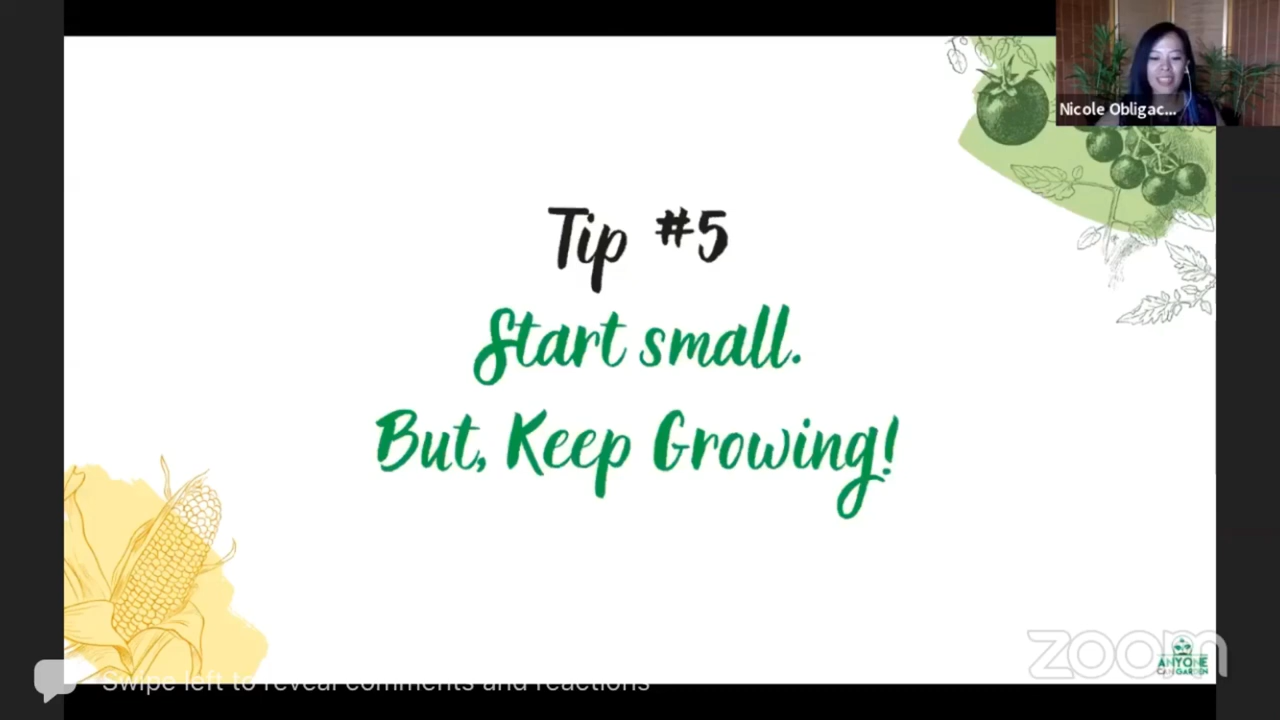 Nicole Obligac...
Tip #5
Start small.
But, Keep Growing!
zoom
ANYONE
CAN GARDEN
Swipe left to reveal comments and reactions